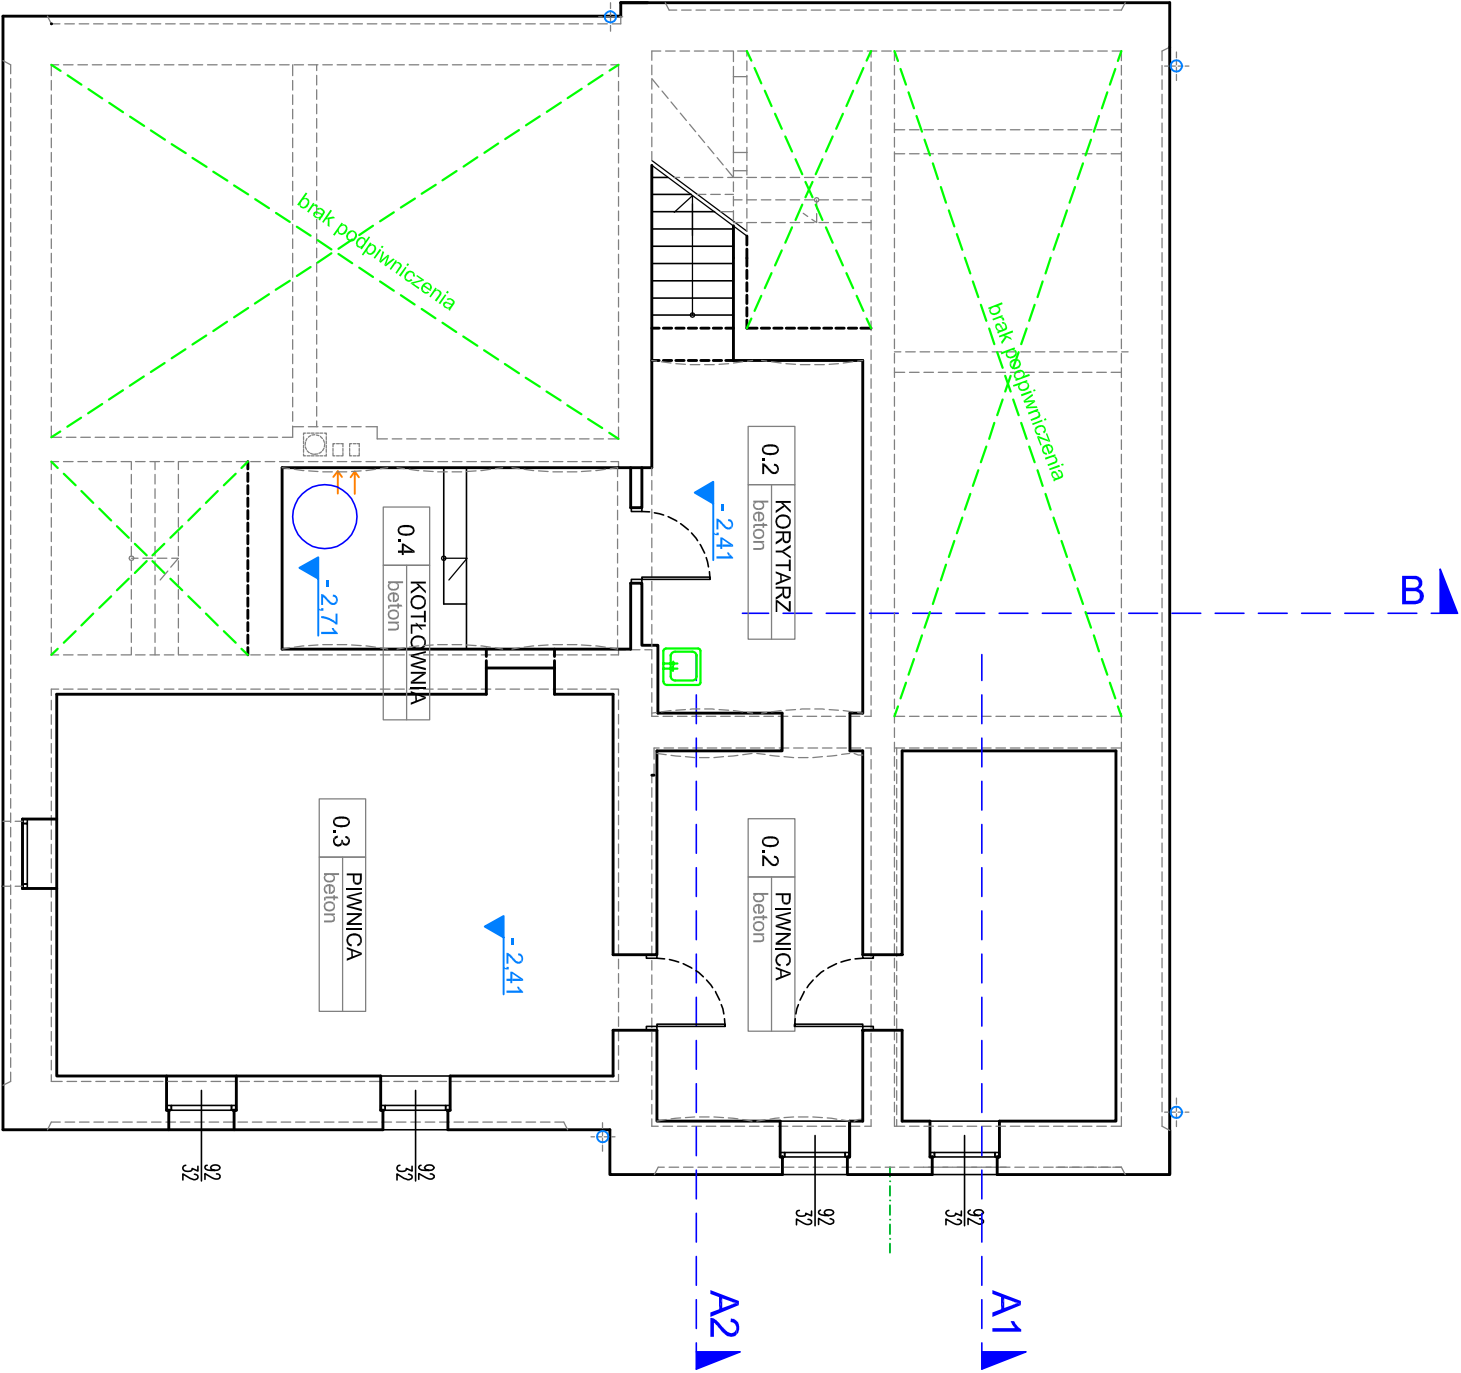 brak podpiwniczenia
brak podpiwniczenia
0.2
KORYTARZ
beton
- 2,41
0.4
KOTŁOWNIA
beton
- 2,71
B
0.3
PIWNICA
beton
- 2,41
0.2
PIWNICA
beton
92
32
92
32
92
32
92
32
A2
A1